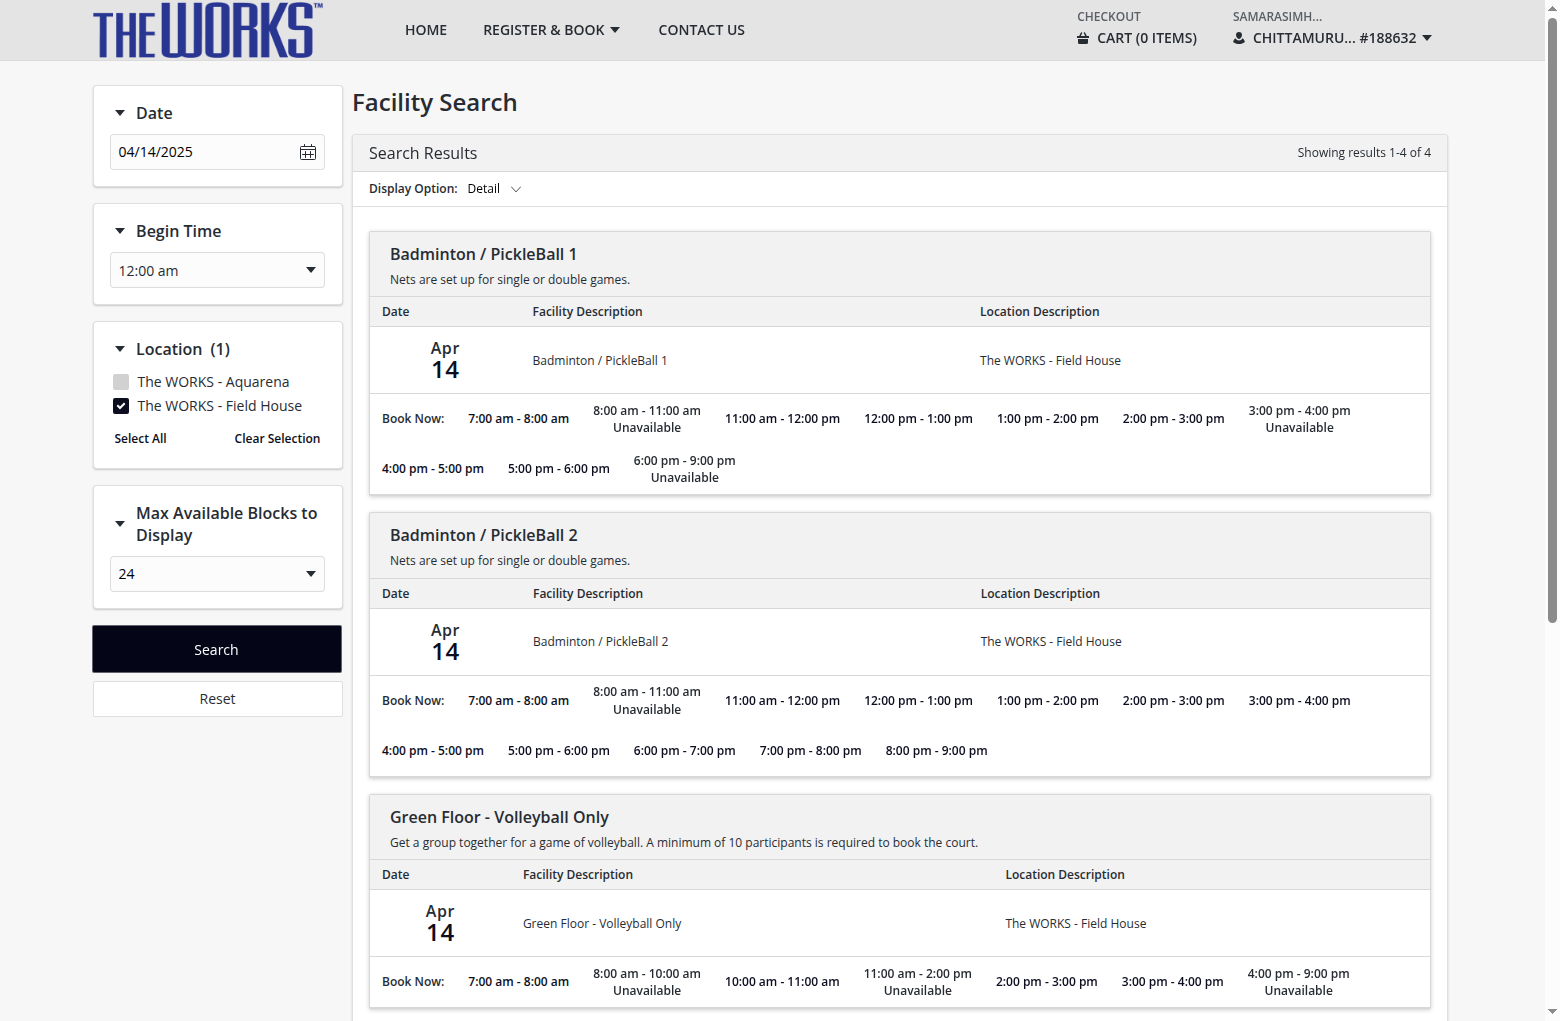 THE WORKS™
HOME
REGISTER & BOOK
CONTACT US
CHECKOUT
CART (0 ITEMS)
SAMARASIMH...
CHITTAMURU... #188632
Date
04/14/2025
Begin Time
12:00 am
Location (1)
The WORKS - Aquarena
The WORKS - Field House
Select All Clear Selection
Max Available Blocks to
Display
24
Search
Reset
Facility Search
Search Results Showing results 1-4 of 4
Display Option: Detail
Badminton / PickleBall 1
Nets are set up for single or double games.
Date Facility Description Location Description
Apr
14
Badminton / PickleBall 1 The WORKS - Field House
Book Now: 7:00 am - 8:00 am 8:00 am - 11:00 am 11:00 am - 12:00 pm 12:00 pm - 1:00 pm 1:00 pm - 2:00 pm 2:00 pm - 3:00 pm 3:00 pm - 4:00 pm
Unavailable Unavailable
4:00 pm - 5:00 pm 5:00 pm - 6:00 pm 6:00 pm - 9:00 pm
Unavailable
Badminton / PickleBall 2
Nets are set up for single or double games.
Date Facility Description Location Description
Apr
14
Badminton / PickleBall 2 The WORKS - Field House
Book Now: 7:00 am - 8:00 am 8:00 am - 11:00 am 11:00 am - 12:00 pm 12:00 pm - 1:00 pm 1:00 pm - 2:00 pm 2:00 pm - 3:00 pm 3:00 pm - 4:00 pm
Unavailable
4:00 pm - 5:00 pm 5:00 pm - 6:00 pm 6:00 pm - 7:00 pm 7:00 pm - 8:00 pm 8:00 pm - 9:00 pm
Green Floor - Volleyball Only
Get a group together for a game of volleyball. A minimum of 10 participants is required to book the court.
Date Facility Description Location Description
Apr
14
Green Floor - Volleyball Only The WORKS - Field House
Book Now: 7:00 am - 8:00 am 8:00 am - 10:00 am 10:00 am - 11:00 am 11:00 am - 2:00 pm 2:00 pm - 3:00 pm 3:00 pm - 4:00 pm 4:00 pm - 9:00 pm
Unavailable Unavailable Unavailable